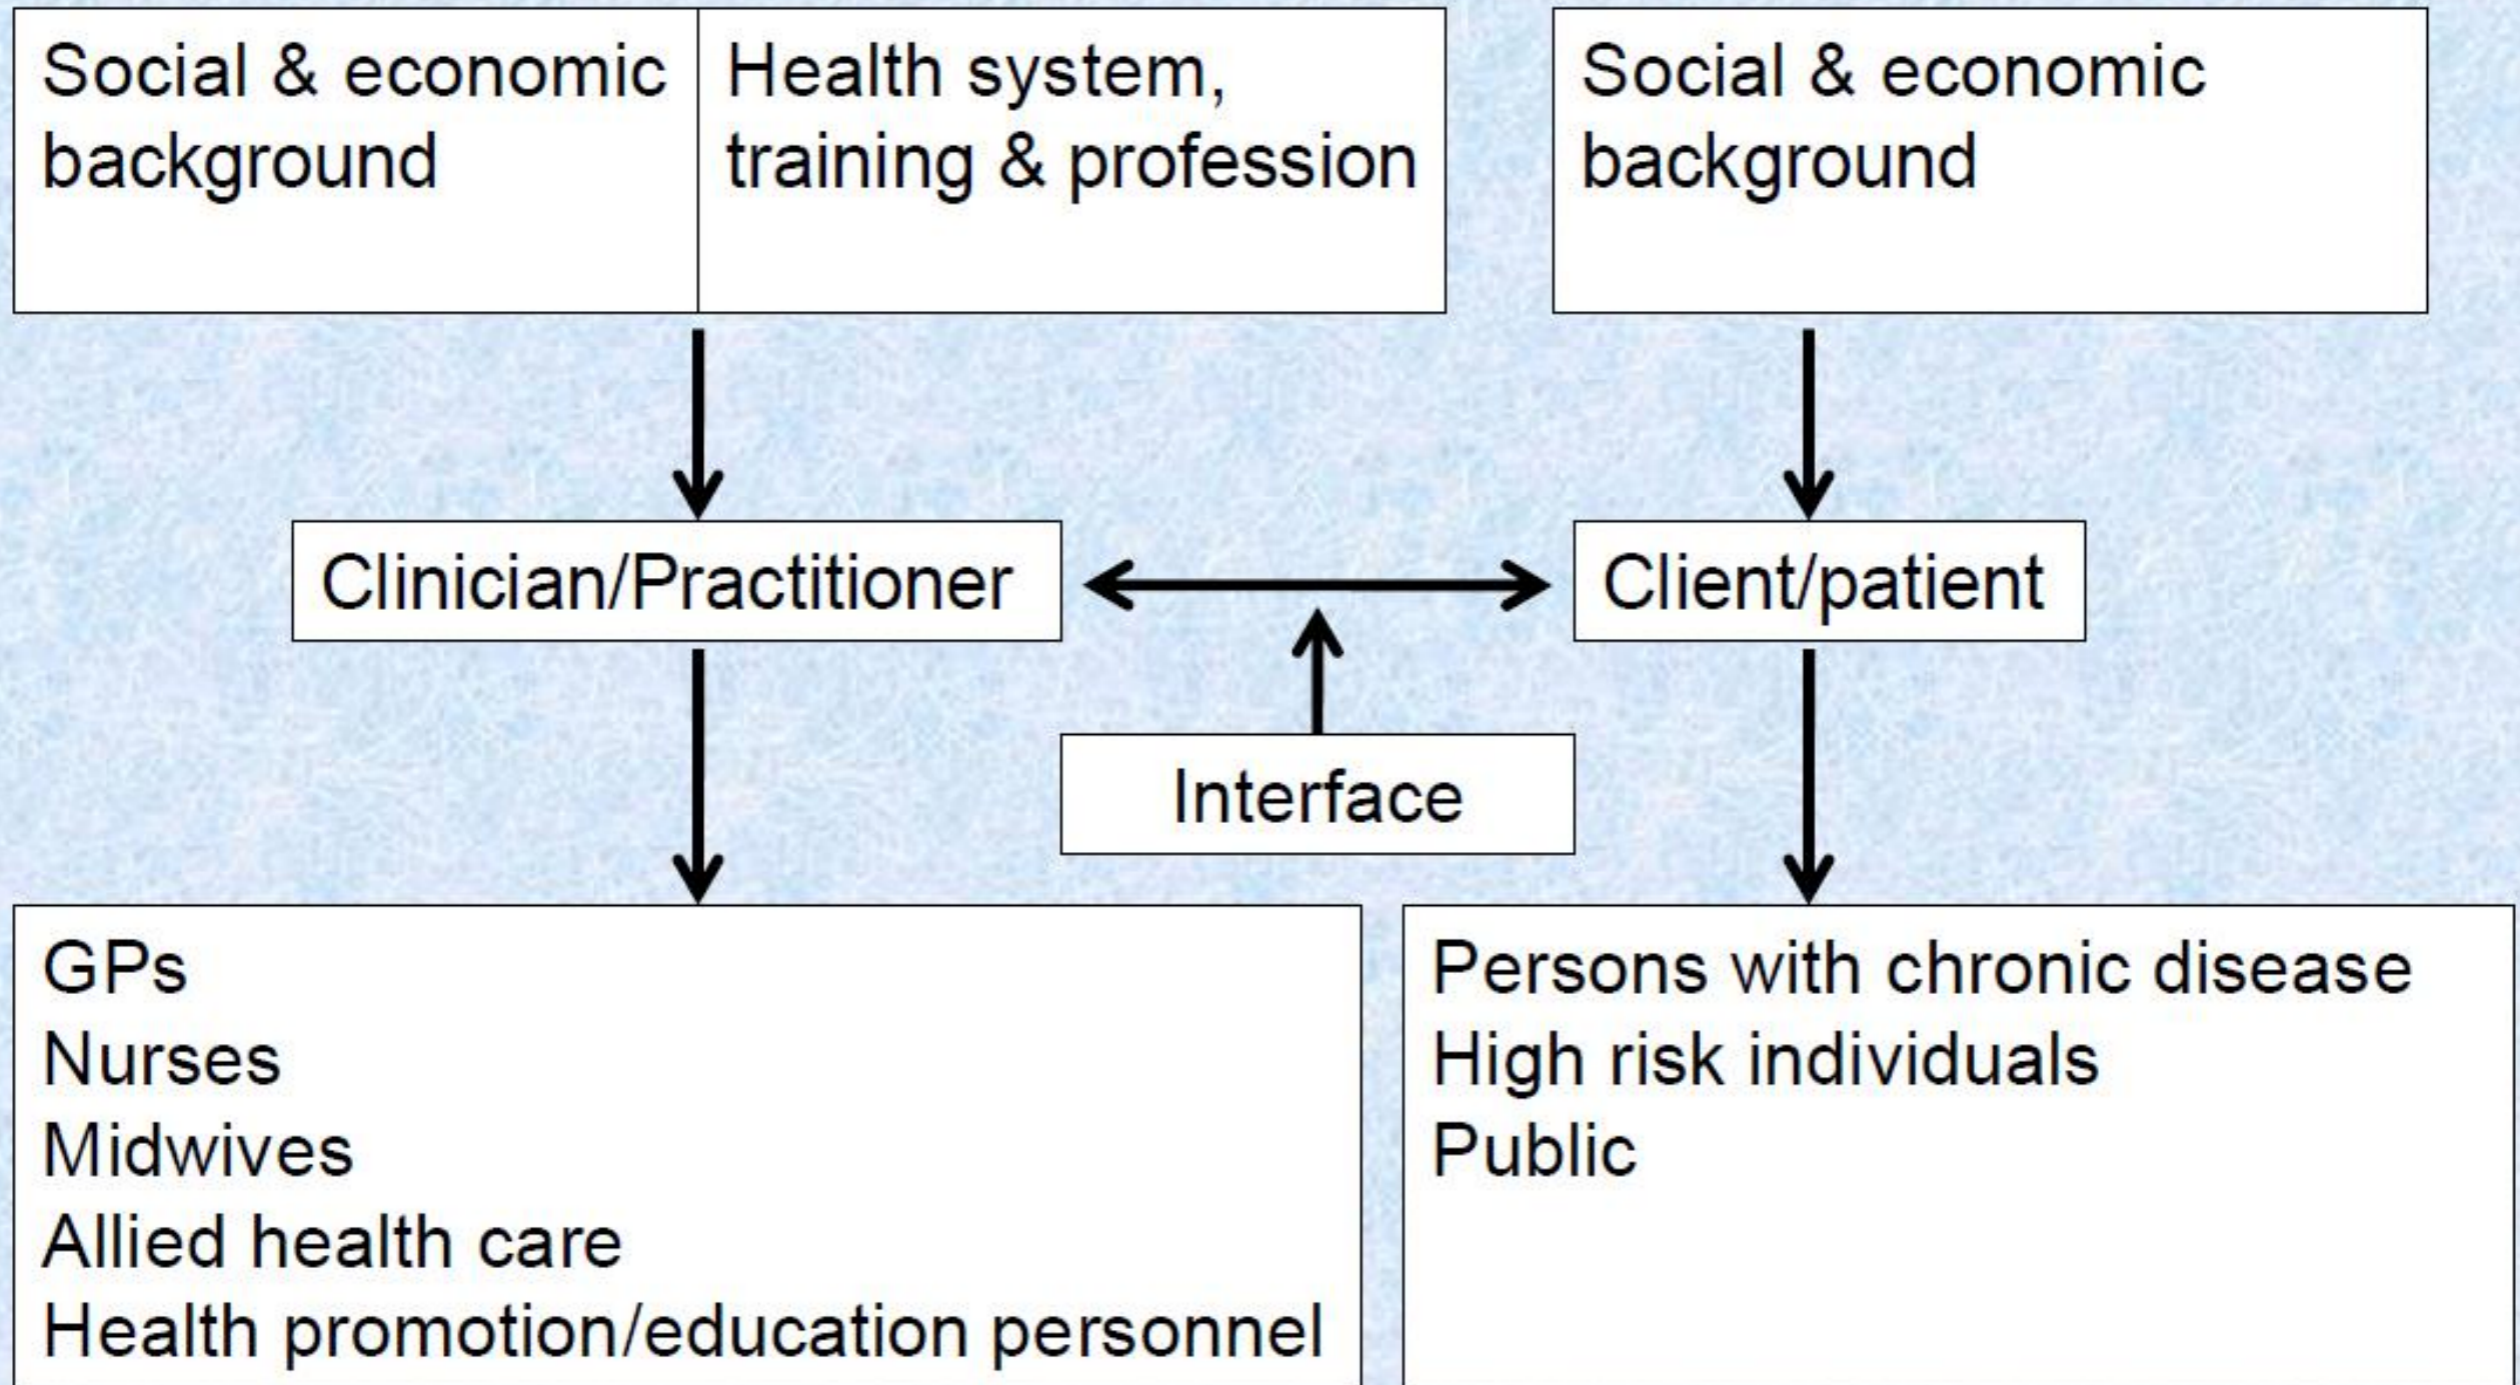 Social & economic
background
Health system,
training & profession
Social & economic
background
Clinician/Practitioner
Client/patient
Interface
GPs
Nurses
Midwives
Allied health care
Health promotion/education personnel
Persons with chronic disease
High risk individuals
Public